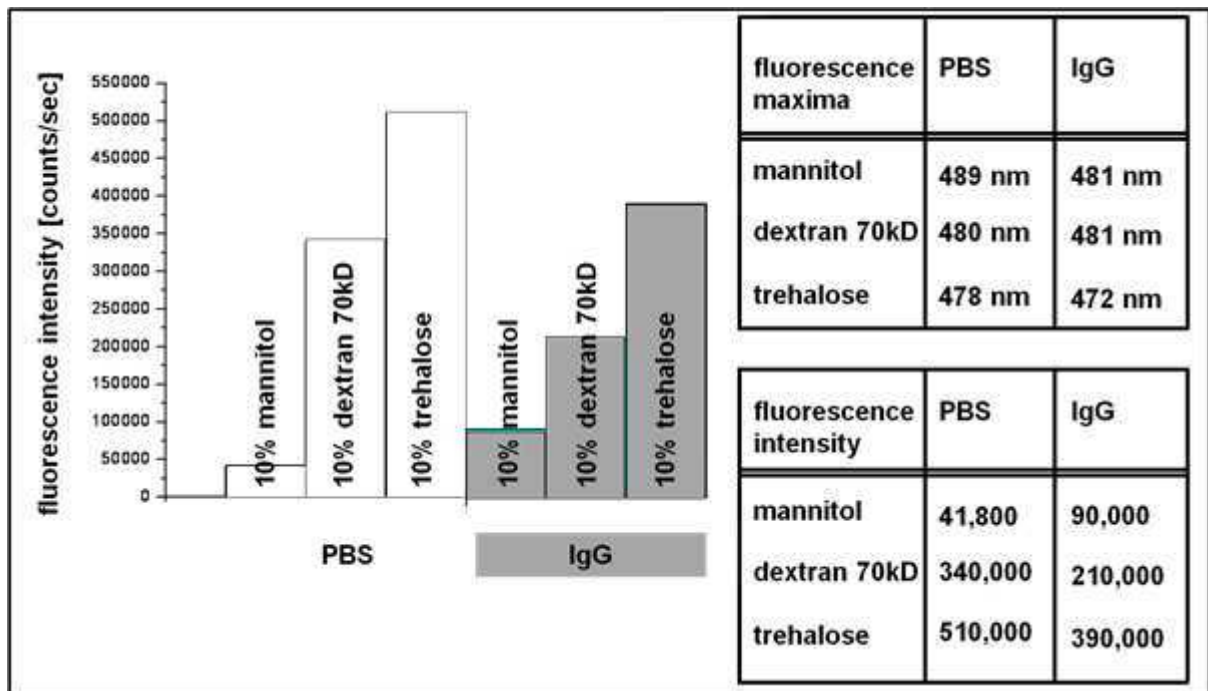 fluorescence intensity [counts/sec]
550000
500000
450000
400000
350000
300000
250000
200000
150000
100000
50000
0
10% mannitol
10% dextran 70kD
10% trehalose
10% mannitol
10% dextran 70kD
10% trehalose
PBS
IgG
fluorescence PBS IgG
maxima
mannitol 489 nm 481 nm
dextran 70kD 480 nm 481 nm
trehalose 478 nm 472 nm
fluorescence PBS IgG
intensity
mannitol 41,800 90,000
dextran 70kD 340,000 210,000
trehalose 510,000 390,000